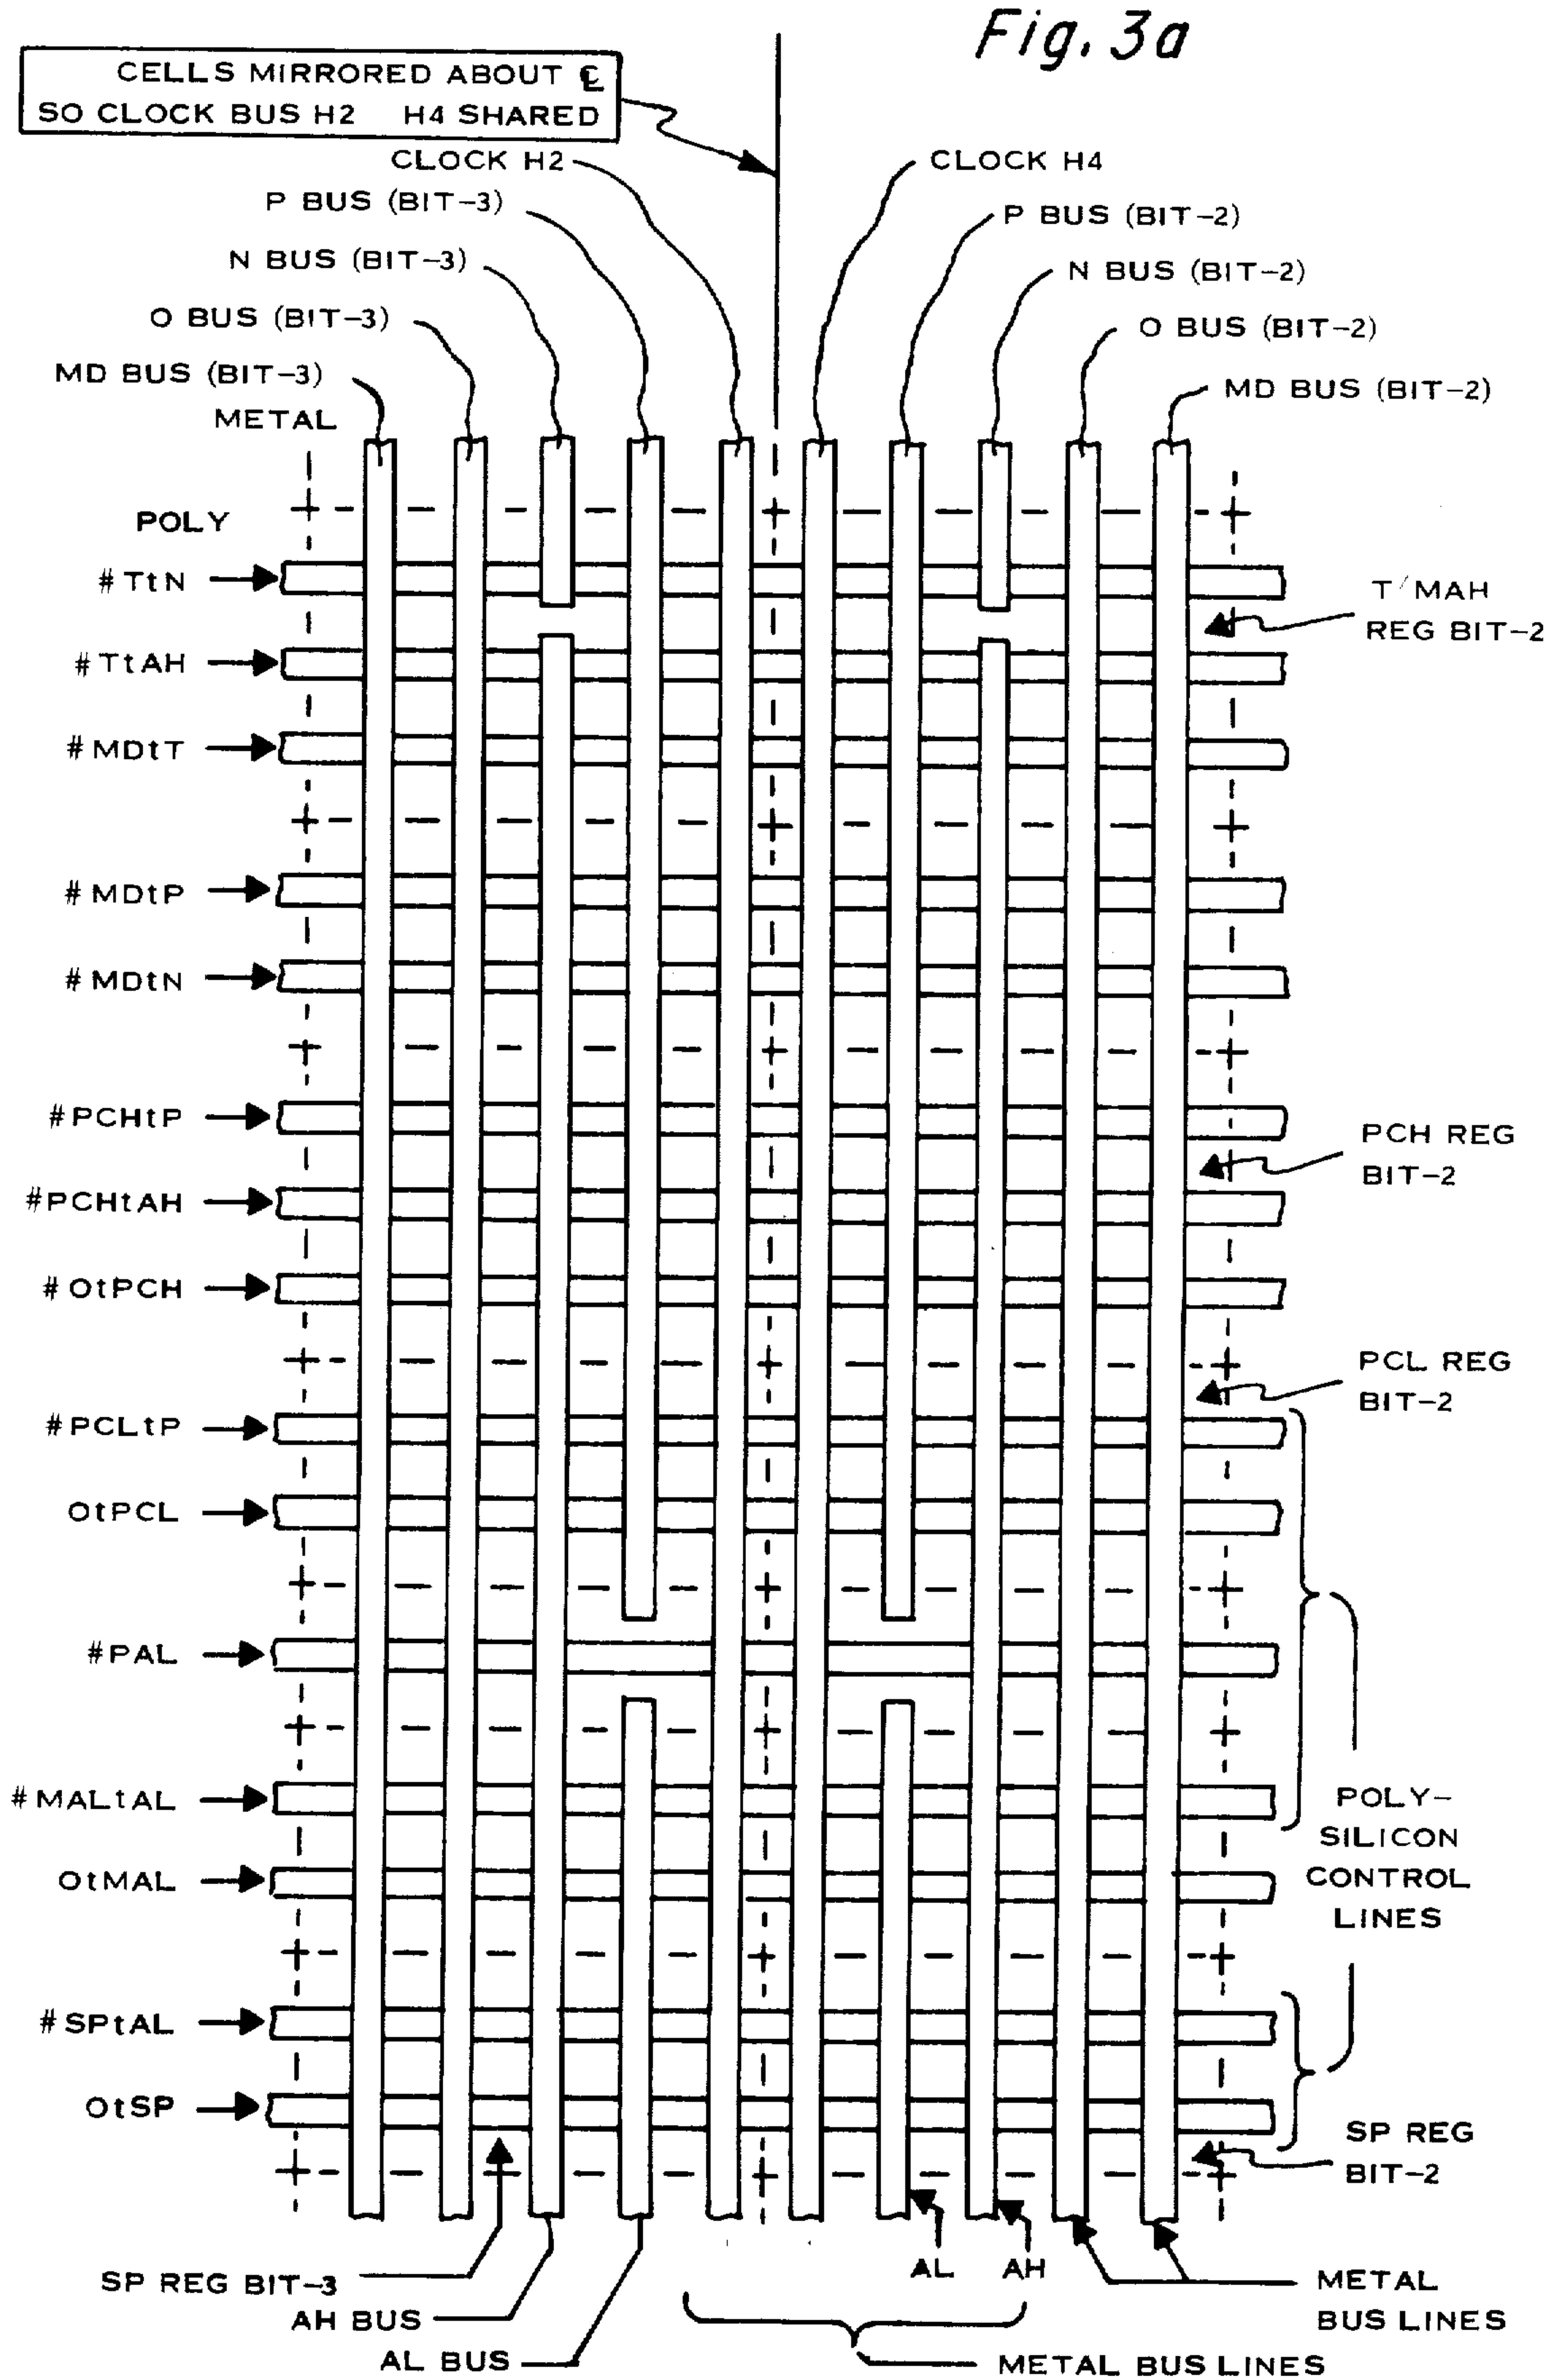 Fig. 3a
CELLS MIRRORED ABOUT ℄
SO CLOCK BUS H2 H4 SHARED
CLOCK H2
P BUS (BIT-3)
N BUS (BIT-3)
O BUS (BIT-3)
MD BUS (BIT-3)
METAL
CLOCK H4
P BUS (BIT-2)
N BUS (BIT-2)
O BUS (BIT-2)
MD BUS (BIT-2)
POLY
#TtN
#TtAH
#MDtT
#MDtP
#MDtN
#PCHtP
#PCHtAH
#OtPCH
#PCLtP
OtPCL
#PAL
#MALtAL
OtMAL
#SPtAL
OtSP
T/MAH
REG BIT-2
PCH REG
BIT-2
PCL REG
BIT-2
POLY-
SILICON
CONTROL
LINES
SP REG
BIT-2
SP REG BIT-3
AH BUS
AL BUS
AL
AH
METAL
BUS LINES
METAL BUS LINES